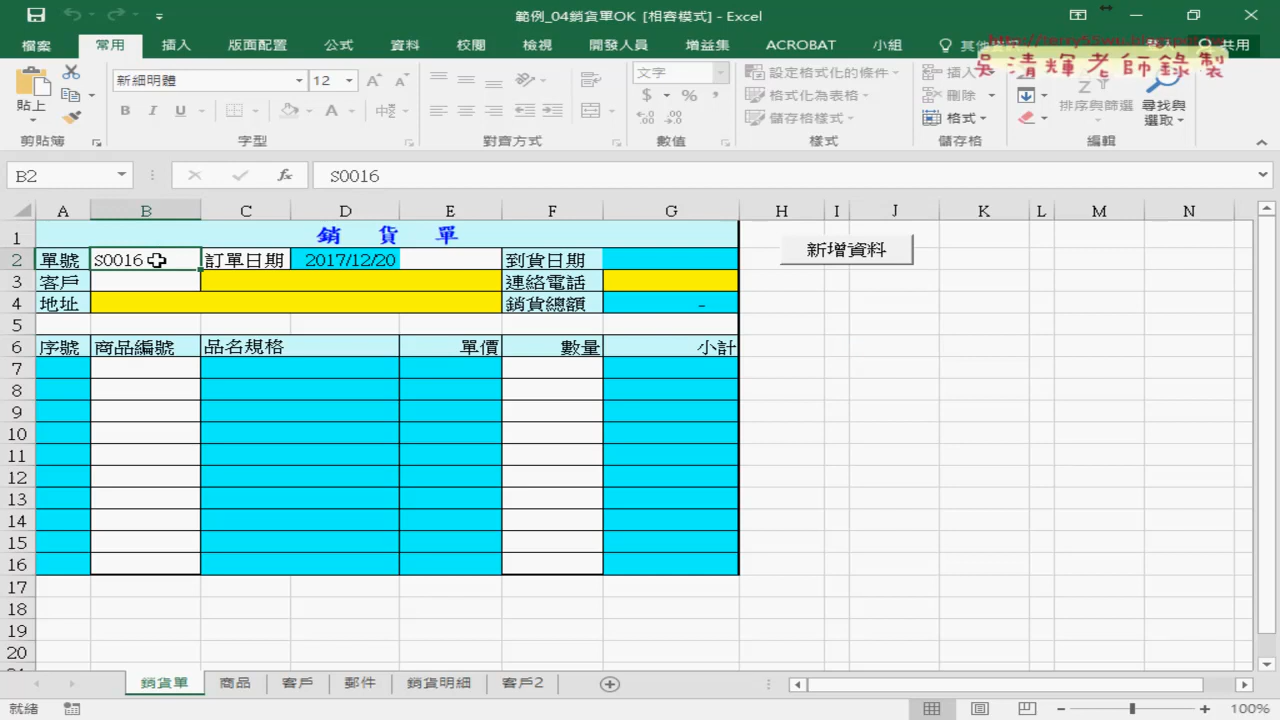 範例_04銷貨單OK [相容模式] - Excel
檔案 常用 插入 版面配置 公式 資料 校閱 檢視 開發人員 增益集 ACROBAT 小組 共用
吳清輝老師錄製
新細明體 12 文字 設定格式化的條件 插入
貼上 B I U 中 $ % , 格式化為表格 刪除 排序與篩選 尋找與
儲存格樣式 格式 選取
剪貼簿 字型 對齊方式 數值 樣式 儲存格 編輯
B2 fx S0016
A B C D E F G H I J K L M N
1 銷 貨 單 新增資料
2 單號 S0016 訂單日期 2017/12/20 到貨日期
3 客戶 連絡電話
4 地址 銷貨總額 -
5
6 序號 商品編號 品名規格 單價 數量 小計
7
8
9
10
11
12
13
14
15
16
17
18
19
20
銷貨單 商品 客戶 郵件 銷貨明細 客戶2
就緒 100%